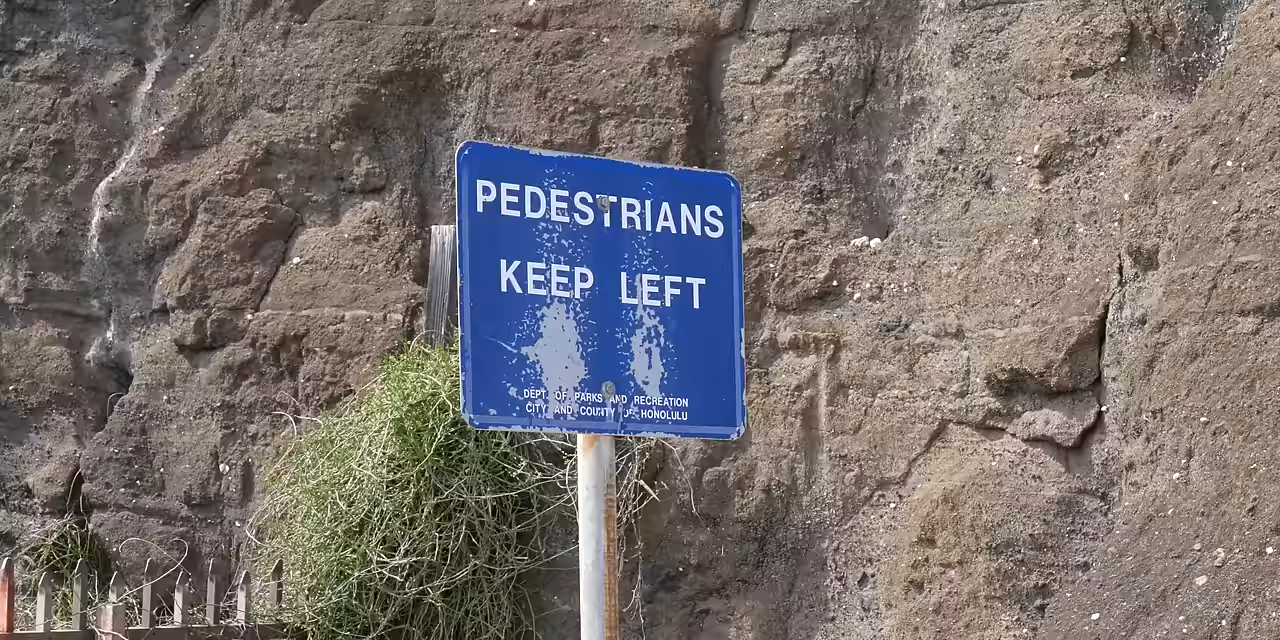 PEDESTRIANS
KEEP LEFT
DEPT. OF PARKS AND RECREATION
CITY AND COUNTY OF HONOLULU